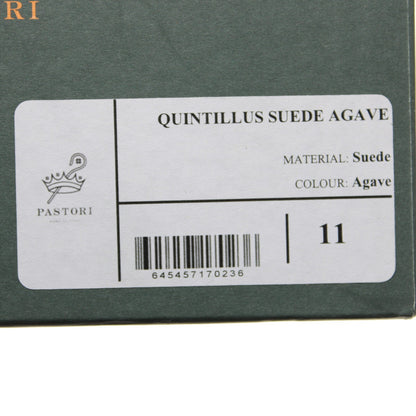 RI
QUINTILLUS SUEDE AGAVE
MATERIAL: Suede
COLOUR: Agave
PASTORI
11
645457170236